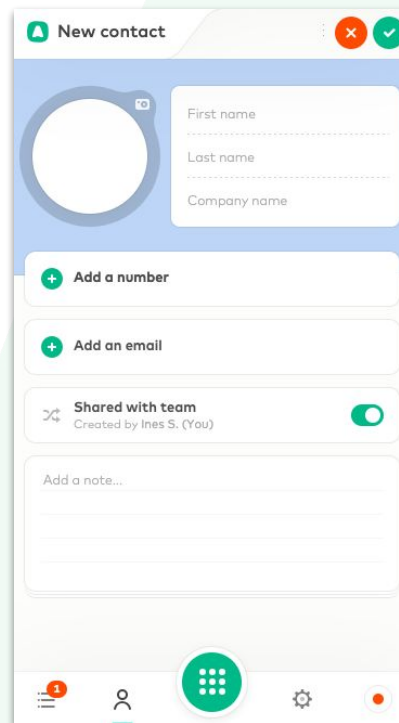 New contact
First name
Last name
Company name
Add a number
Add an email
Shared with team
Created by Ines S. (You)
Add a note...
1